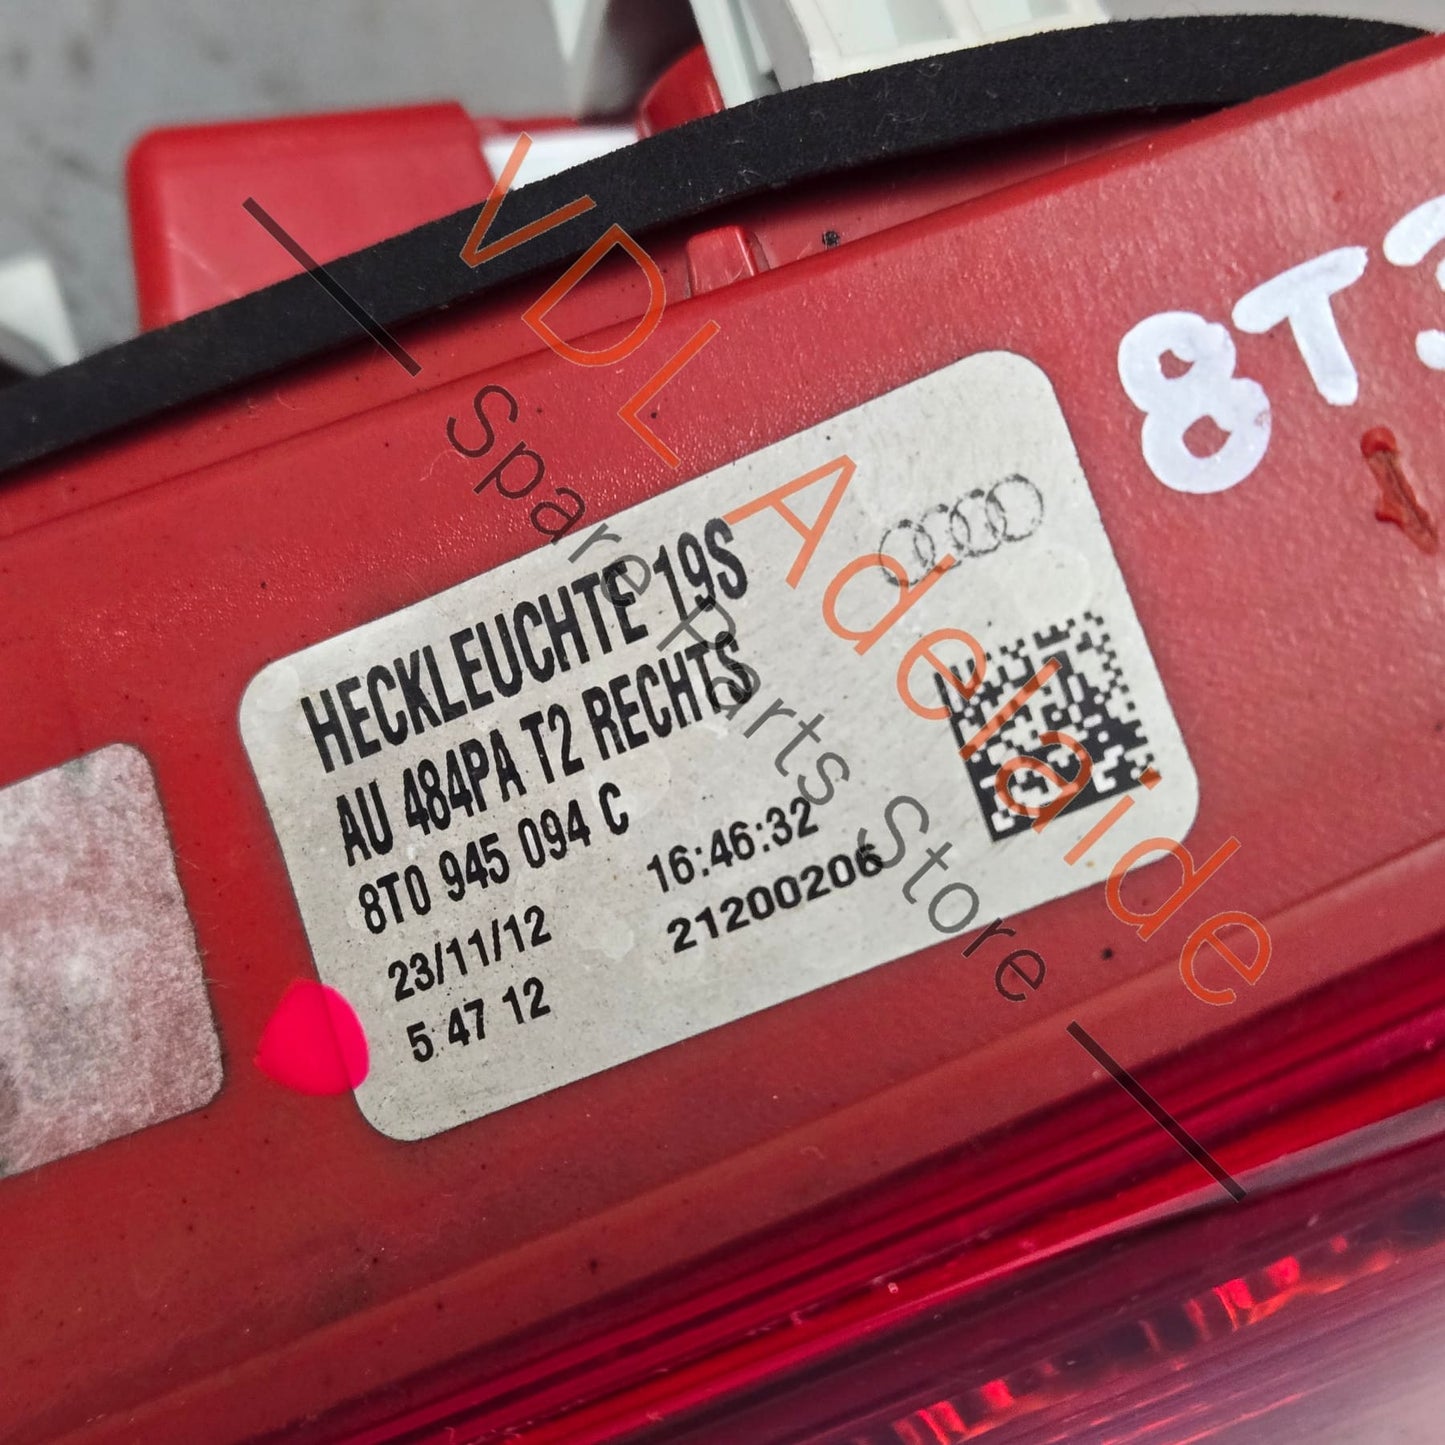 8T3
HECKLEUCHTE 19S
AU 484PA T2 RECHTS
8T0 945 094 C
23/11/12 16:46:32
5 47 12 21200206
VDL Adelaide
Spare Parts Store